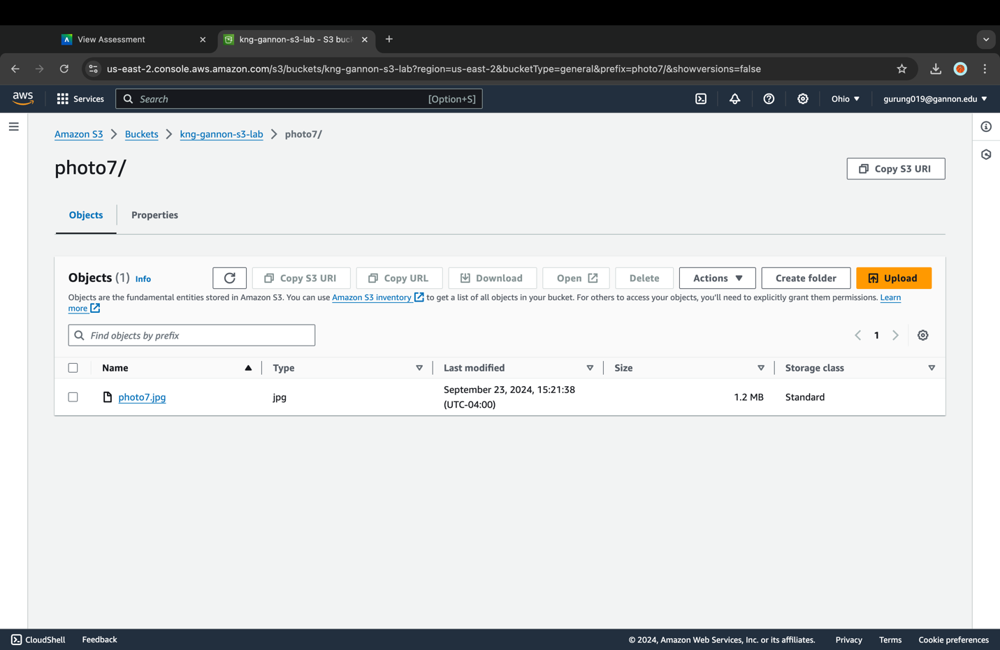 View Assessment
kng-gannon-s3-lab - S3 buc
us-east-2.console.aws.amazon.com/s3/buckets/kng-gannon-s3-lab?region=us-east-2&bucketType=general&prefix=photo7/&showversions=false
aws
Services
Search
[Option+S]
Ohio
gurung019@gannon.edu
Amazon S3 > Buckets > kng-gannon-s3-lab > photo7/
photo7/
Copy S3 URI
Objects
Properties
Objects (1) Info
Copy S3 URI
Copy URL
Download
Open
Delete
Actions
Create folder
Upload
Objects are the fundamental entities stored in Amazon S3. You can use Amazon S3 inventory to get a list of all objects in your bucket. For others to access your objects, you'll need to explicitly grant them permissions. Learn
more
Find objects by prefix
1
Name
Type
Last modified
Size
Storage class
photo7.jpg
jpg
September 23, 2024, 15:21:38
(UTC-04:00)
1.2 MB
Standard
CloudShell
Feedback
© 2024, Amazon Web Services, Inc. or its affiliates.
Privacy
Terms
Cookie preferences